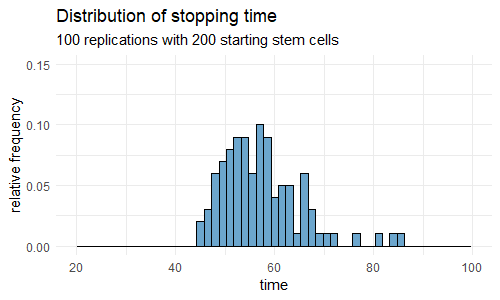 Distribution of stopping time
100 replications with 200 starting stem cells
0.15
0.10
0.05
0.00
relative frequency
20 40 60 80 100
time